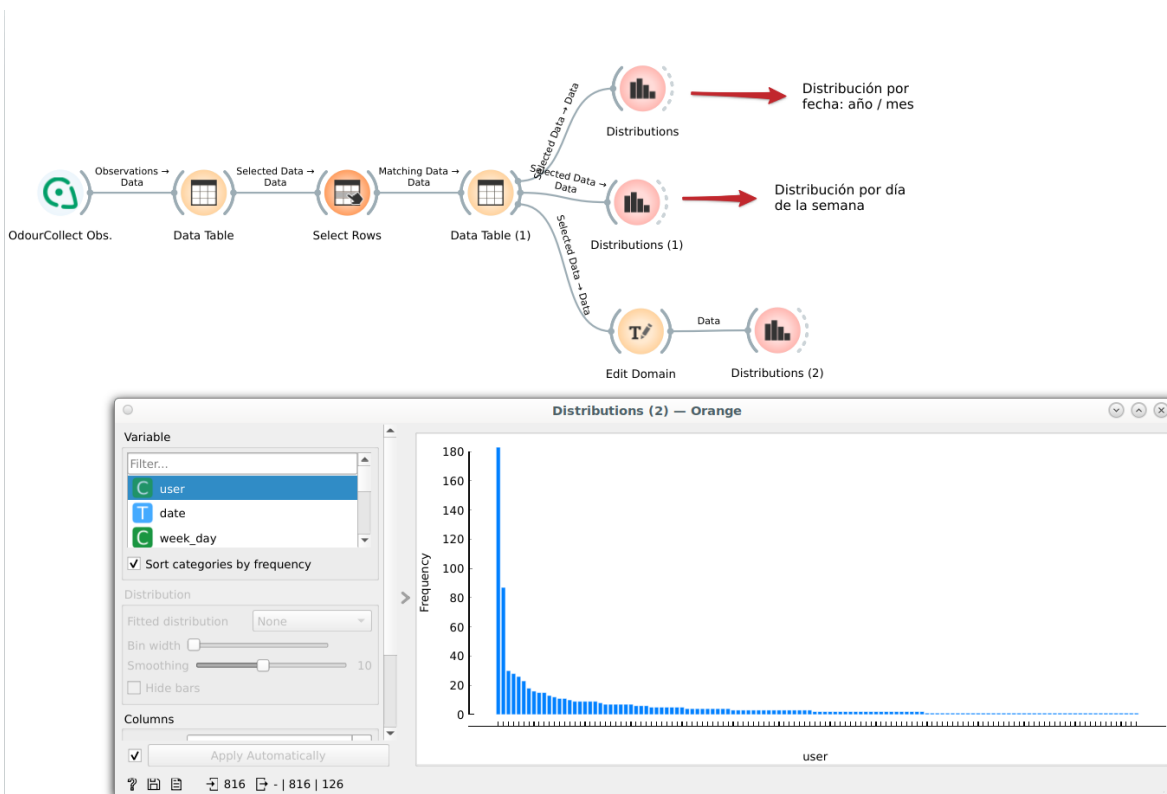 Distribución por
fecha: año / mes
Selected Data → Data
Distributions
Observations →
Data
Selected Data →
Data
Matching Data →
Data
Selected Data →
Data
Distribución por día
de la semana
OdourCollect Obs.
Data Table
Select Rows
Data Table (1)
Distributions (1)
Selected Data → Data
Data
Edit Domain
Distributions (2)
Distributions (2) — Orange
Variable
Filter...
C user
T date
C week_day
Sort categories by frequency
Distribution
Fitted distribution None
Bin width
Smoothing 10
Hide bars
Columns
Apply Automatically
? 816 - | 816 | 126
Frequency
180
160
140
120
100
80
60
40
20
0
user